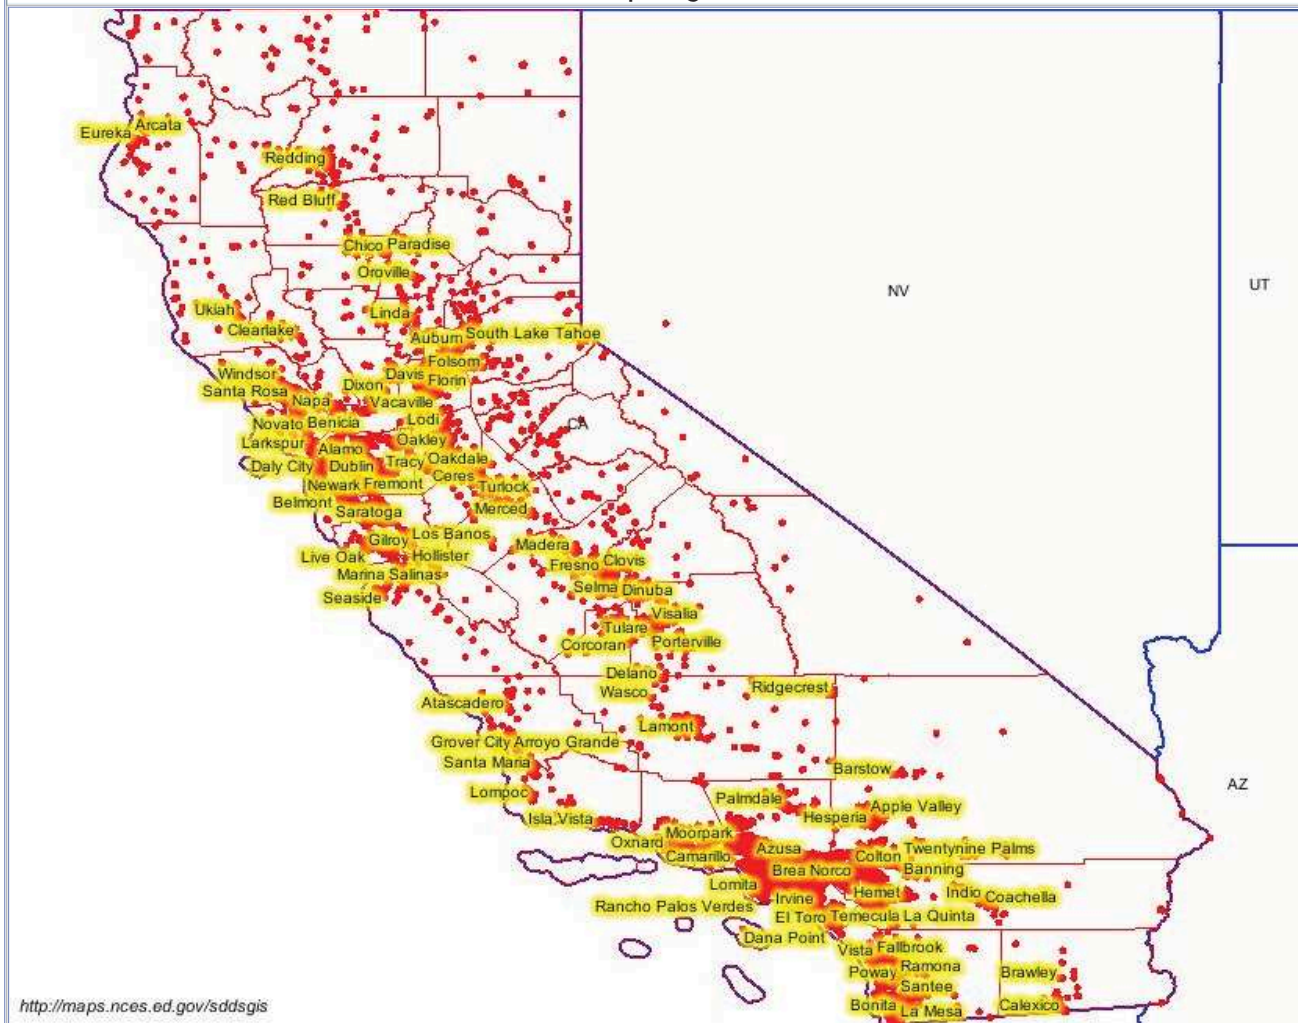 Eureka
Arcata
Redding
Red Bluff
Chico
Paradise
Oroville
NV
UT
Ukiah
Linda
Clearlake
Auburn
South Lake Tahoe
Folsom
Windsor
Davis
Florin
Santa Rosa
Dixon
Napa
Vacaville
Novato
Benicia
Lodi
CA
Larkspur
Alamo
Oakley
Daly City
Dublin
Tracy
Oakdale
Newark
Fremont
Ceres
Turlock
Belmont
Saratoga
Merced
Gilroy
Los Banos
Live Oak
Hollister
Madera
Fresno
Clovis
Marina
Salinas
Selma
Dinuba
Seaside
Visalia
Tulare
Corcoran
Porterville
Delano
Wasco
Ridgecrest
Atascadero
Lamont
Grover City
Arroyo Grande
Santa Maria
Barstow
AZ
Lompoc
Palmdale
Hesperia
Apple Valley
Isla Vista
Oxnard
Moorpark
Camarillo
Azusa
Colton
Twentynine Palms
Brea
Norco
Banning
Lomita
Hemet
Indio
Coachella
Rancho Palos Verdes
Irvine
El Toro
Temecula
La Quinta
Dana Point
Vista
Fallbrook
Poway
Ramona
Brawley
Santee
Bonita
La Mesa
Calexico
http://maps.nces.ed.gov/sddsgis